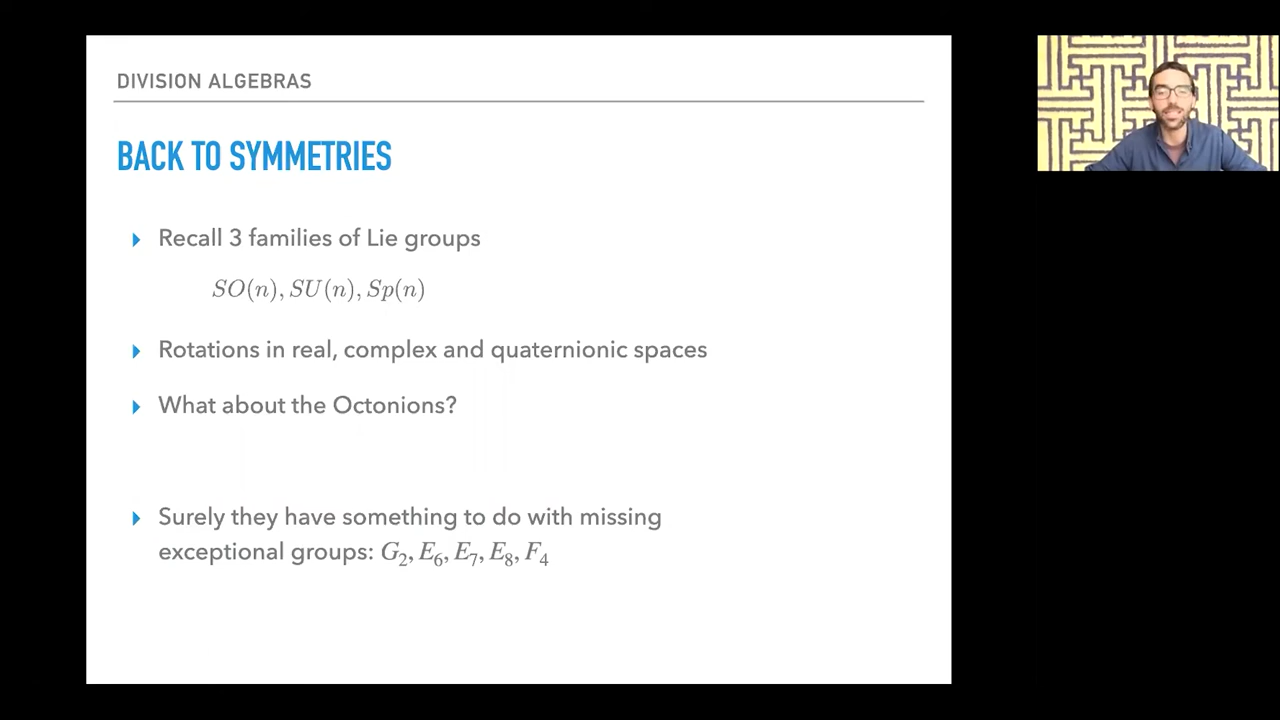 DIVISION ALGEBRAS
BACK TO SYMMETRIES
Recall 3 families of Lie groups
SO(n), SU(n), Sp(n)
Rotations in real, complex and quaternionic spaces
What about the Octonions?
Surely they have something to do with missing
exceptional groups: G₂, E₆, E₇, E₈, F₄